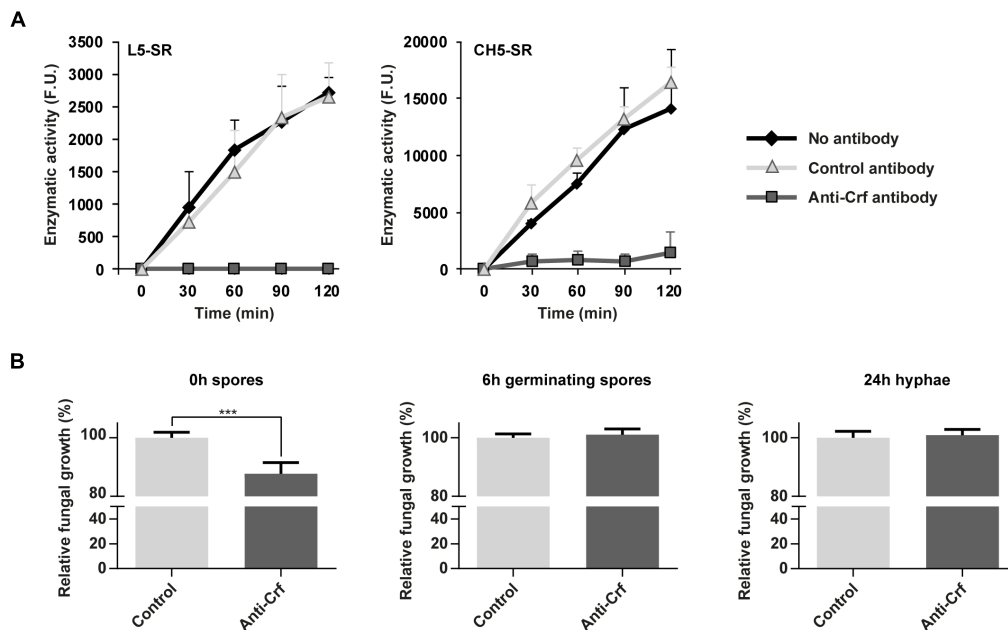 A
L5-SR
Enzymatic activity (F.U.)
3500
3000
2500
2000
1500
1000
500
0
0 30 60 90 120
Time (min)
CH5-SR
Enzymatic activity (F.U.)
20000
15000
10000
5000
0
0 30 60 90 120
Time (min)
No antibody
Control antibody
Anti-Crf antibody
B
0h spores
Relative fungal growth (%)
100
80
40
20
0
***
Control Anti-Crf
6h germinating spores
Relative fungal growth (%)
100
80
40
20
0
Control Anti-Crf
24h hyphae
Relative fungal growth (%)
100
80
40
20
0
Control Anti-Crf